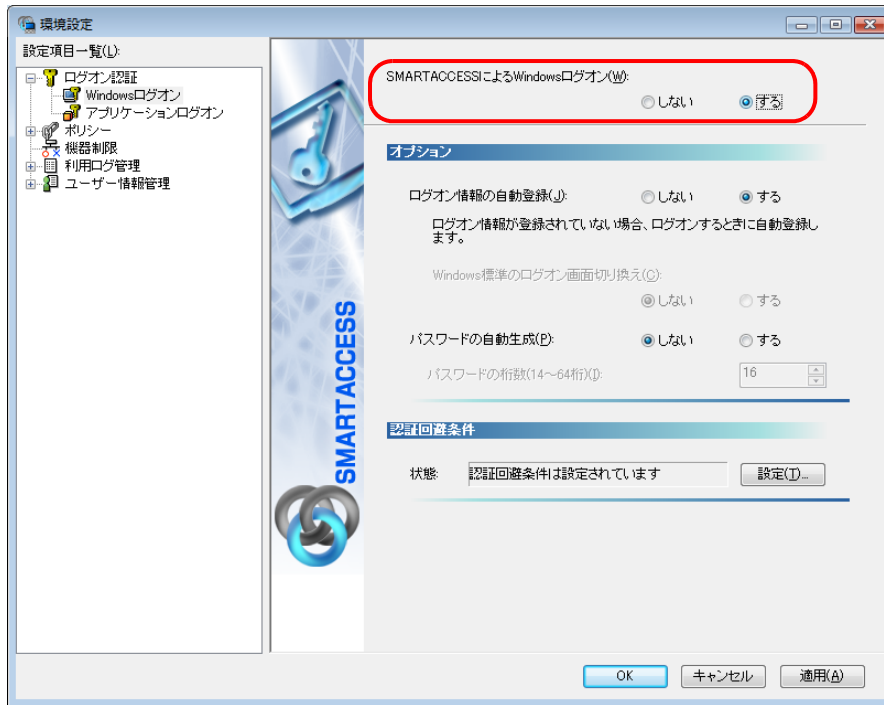 環境設定
設定項目一覧(L):
ログオン認証
Windowsログオン
アプリケーションログオン
ポリシー
機器制限
利用ログ管理
ユーザー情報管理
SMARTACCESS
SMARTACCESSによるWindowsログオン(W):
しない する
オプション
ログオン情報の自動登録(J): しない する
ログオン情報が登録されていない場合、ログオンするときに自動登録し
ます。
Windows標準のログオン画面切り換え(C):
しない する
パスワードの自動生成(P): しない する
パスワードの桁数(14～64桁)(I): 16
認証回避条件
状態: 認証回避条件は設定されています 設定(T)...
OK キャンセル 適用(A)